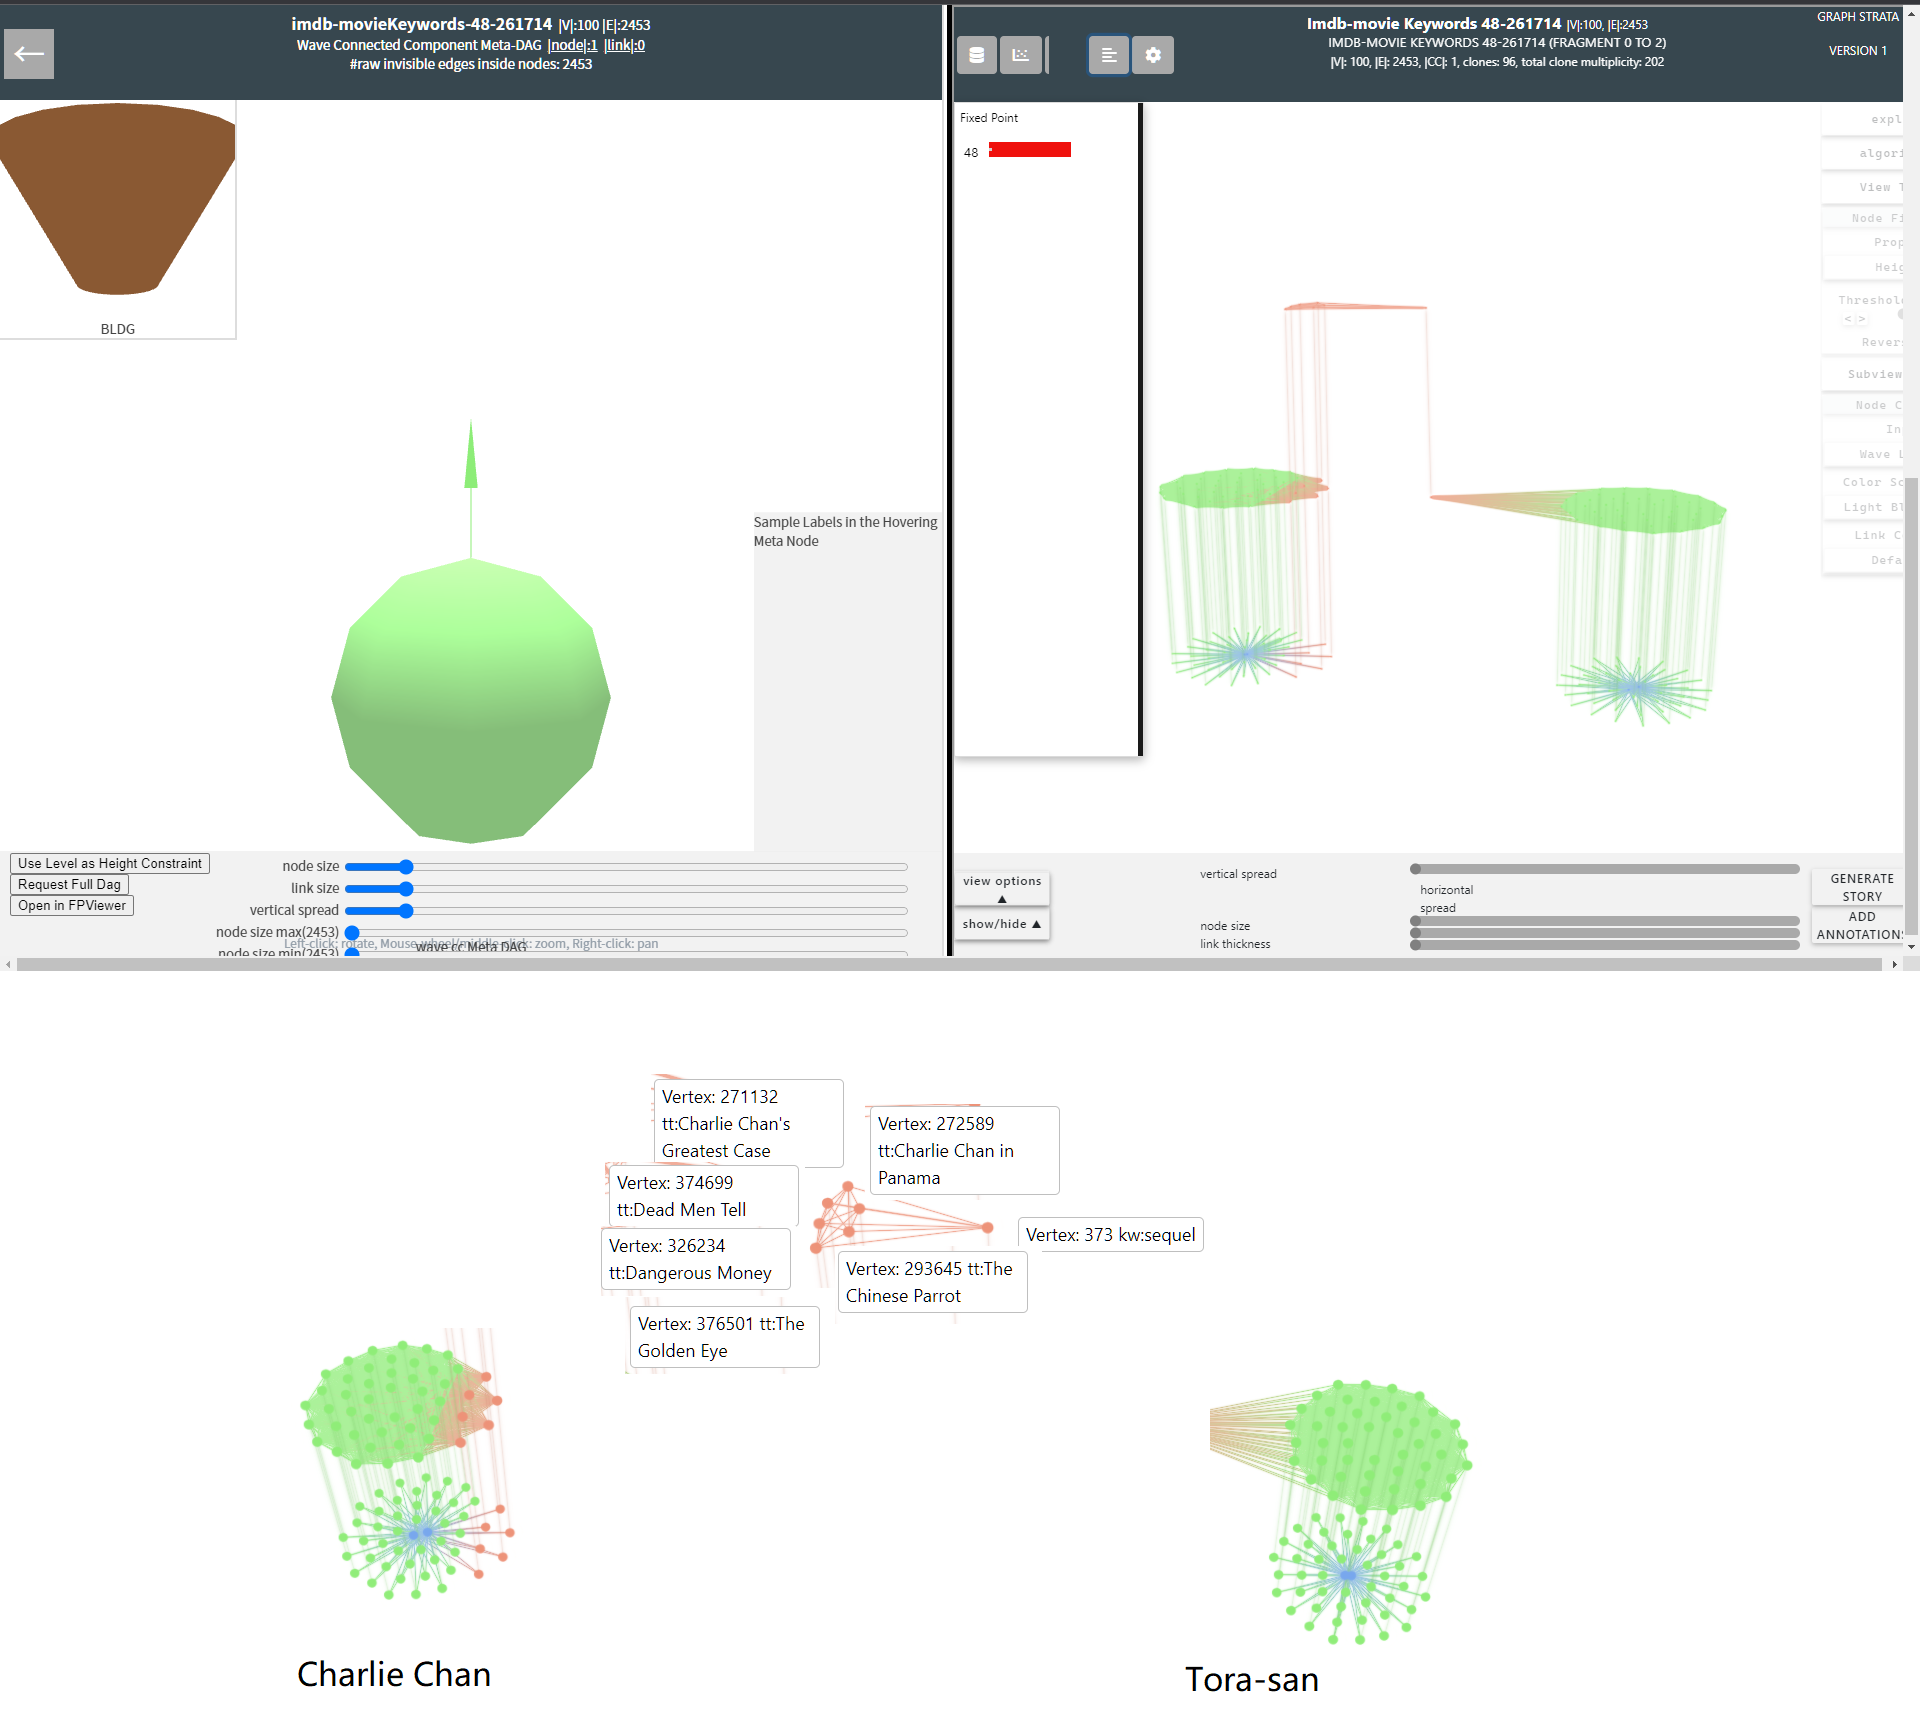 imdb-movieKeywords-48-261714 |V|:100 |E|:2453
Wave Connected Component Meta-DAG |node|:1 |link|:0
#raw invisible edges inside nodes: 2453
BLDG
Sample Labels in the Hovering
Meta Node
Use Level as Height Constraint
Request Full Dag
Open in FPViewer
node size
link size
vertical spread
node size max(2453)
Left-click: rotate, Mouse wheel/middle-click: zoom, Right-click: pan
wave cc Meta DAG
node size min(2453)
Imdb-movie Keywords 48-261714 |V|:100, |E|:2453
IMDB-MOVIE KEYWORDS 48-261714 (FRAGMENT 0 TO 2)
|V|: 100, |E|: 2453, |CC|: 1, clones: 96, total clone multiplicity: 202
GRAPH STRATA
VERSION 1
Fixed Point
48
expl
algori
View T
Node Fi
Prop
Heig
Threshol
< >
Rever
Subview
Node C
In
Wave L
Color Sc
Light Bl
Link C
Defa
view options ▲
show/hide ▲
vertical spread
horizontal
spread
node size
link thickness
GENERATE
STORY
ADD
ANNOTATIONS
Vertex: 271132
tt:Charlie Chan's
Greatest Case
Vertex: 272589
tt:Charlie Chan in
Panama
Vertex: 374699
tt:Dead Men Tell
Vertex: 373 kw:sequel
Vertex: 326234
tt:Dangerous Money
Vertex: 293645 tt:The
Chinese Parrot
Vertex: 376501 tt:The
Golden Eye
Charlie Chan
Tora-san